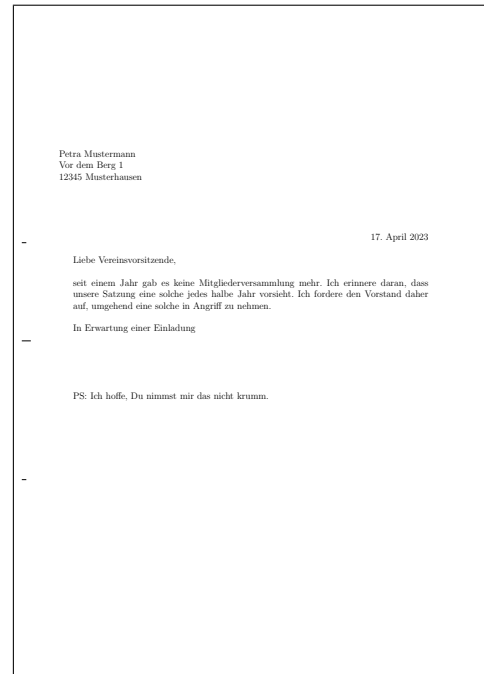 Petra Mustermann
Vor dem Berg 1
12345 Musterhausen
17. April 2023
Liebe Vereinsvorsitzende,
seit einem Jahr gab es keine Mitgliederversammlung mehr. Ich erinnere daran, dass
unsere Satzung eine solche jedes halbe Jahr vorsieht. Ich fordere den Vorstand daher
auf, umgehend eine solche in Angriff zu nehmen.
In Erwartung einer Einladung
PS: Ich hoffe, Du nimmst mir das nicht krumm.